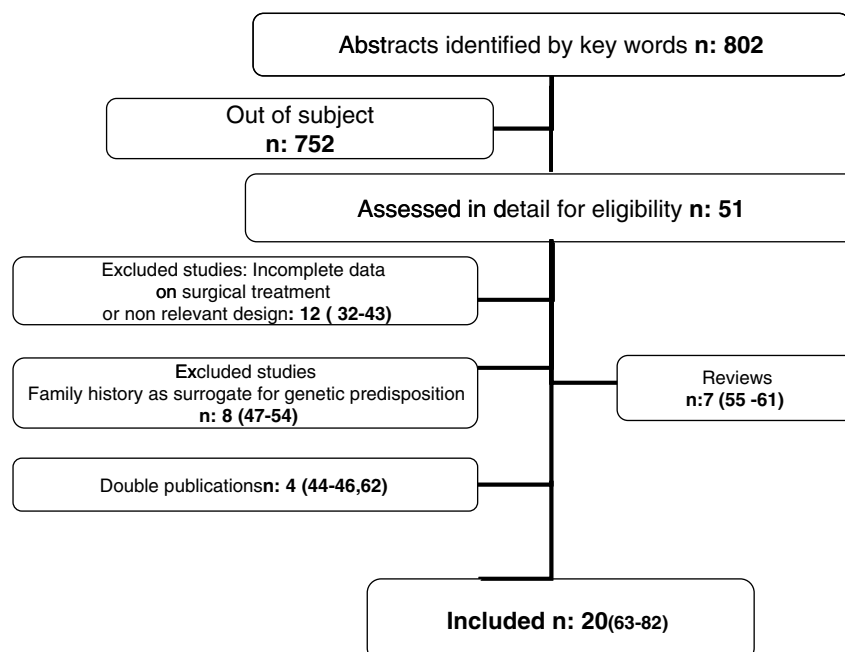 Abstracts identified by key words n: 802
Out of subject
n: 752
Assessed in detail for eligibility n: 51
Excluded studies: Incomplete data
on surgical treatment
or non relevant design: 12 ( 32-43)
Excluded studies
Family history as surrogate for genetic predisposition
n: 8 (47-54)
Reviews
n:7 (55 -61)
Double publicationsn: 4 (44-46,62)
Included n: 20(63-82)